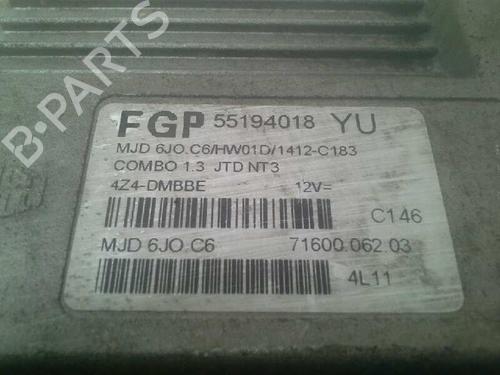 B-PARTS
FGP 55194018 YU
MJD 6JO.C6/HW01D/1412-C183
COMBO 1.3 JTD NT3
4Z4-DMBBE 12V=
C146
MJD 6JO.C6 71600.062.03
4L11